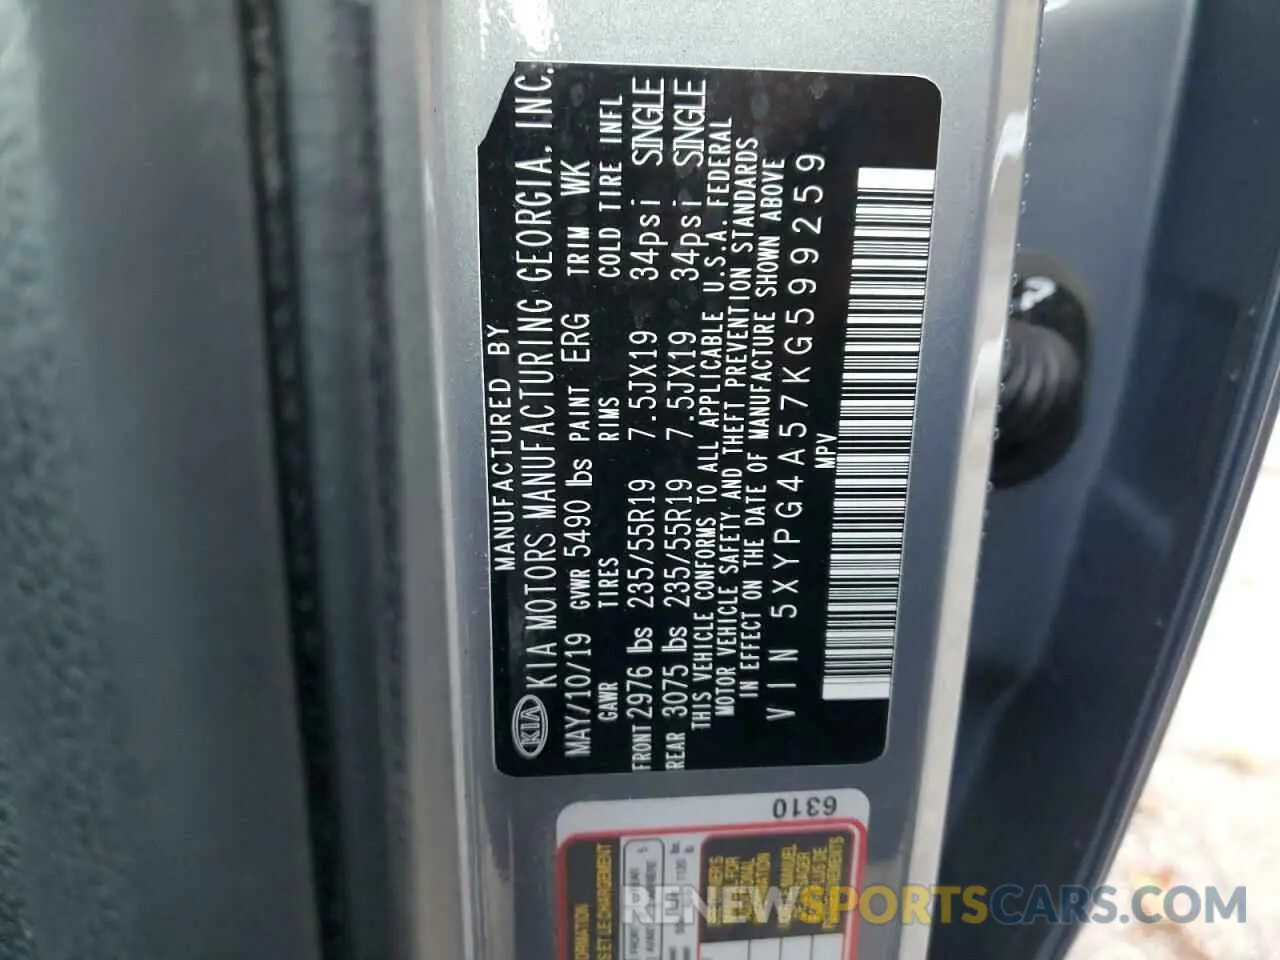 MANUFACTURED BY
KIA KIA MOTORS MANUFACTURING GEORGIA, INC.
MAY/10/19 GVWR 5490 lbs PAINT ERG TRIM WK
GAWR TIRES RIMS COLD TIRE INFL
FRONT 2976 lbs 235/55R19 7.5JX19 34psi SINGLE
REAR 3075 lbs 235/55R19 7.5JX19 34psi SINGLE
THIS VEHICLE CONFORMS TO ALL APPLICABLE U.S.A. FEDERAL
MOTOR VEHICLE SAFETY AND THEFT PREVENTION STANDARDS
IN EFFECT ON THE DATE OF MANUFACTURE SHOWN ABOVE
VIN 5XYPG4A57KG599259
MPV
6310
RENEWSPORTSCARS.COM